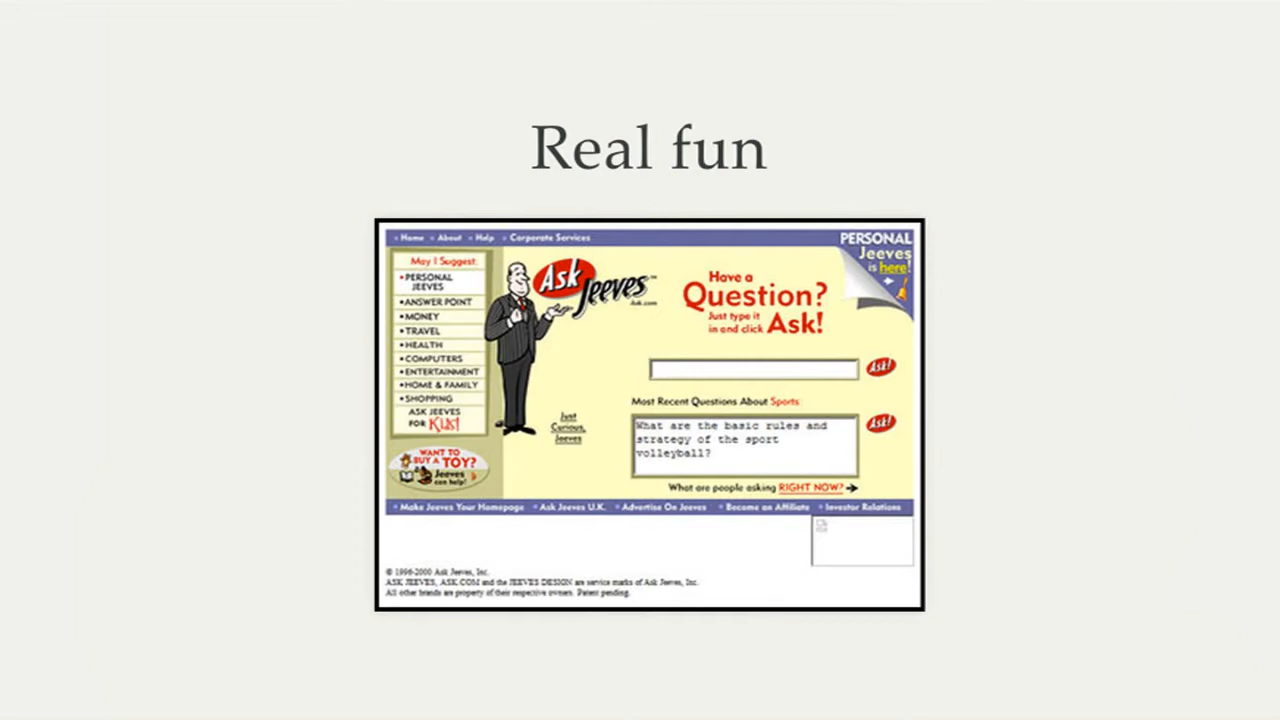 Real fun
Home About Help Corporate Services
PERSONAL
Jeeves
is here!
May I Suggest:
PERSONAL
JEEVES
ANSWER POINT
MONEY
TRAVEL
HEALTH
COMPUTERS
ENTERTAINMENT
HOME & FAMILY
SHOPPING
ASK JEEVES
FOR Kids!
WANT TO
BUY A TOY?
Jeeves
can help!
Ask
Jeeves™
Ask.com
Just
Curious,
Jeeves
Have a
Question?
Just type it
in and click Ask!
Ask!
Most Recent Questions About Sports:
What are the basic rules and
strategy of the sport
volleyball?
Ask!
What are people asking RIGHT NOW?
Make Jeeves Your Homepage Ask Jeeves U.K. Advertise On Jeeves Become an Affiliate Investor Relations
© 1996-2000 Ask Jeeves, Inc.
ASK JEEVES, ASK.COM and the JEEVES DESIGN are service marks of Ask Jeeves, Inc.
All other brands are property of their respective owners. Patent pending.